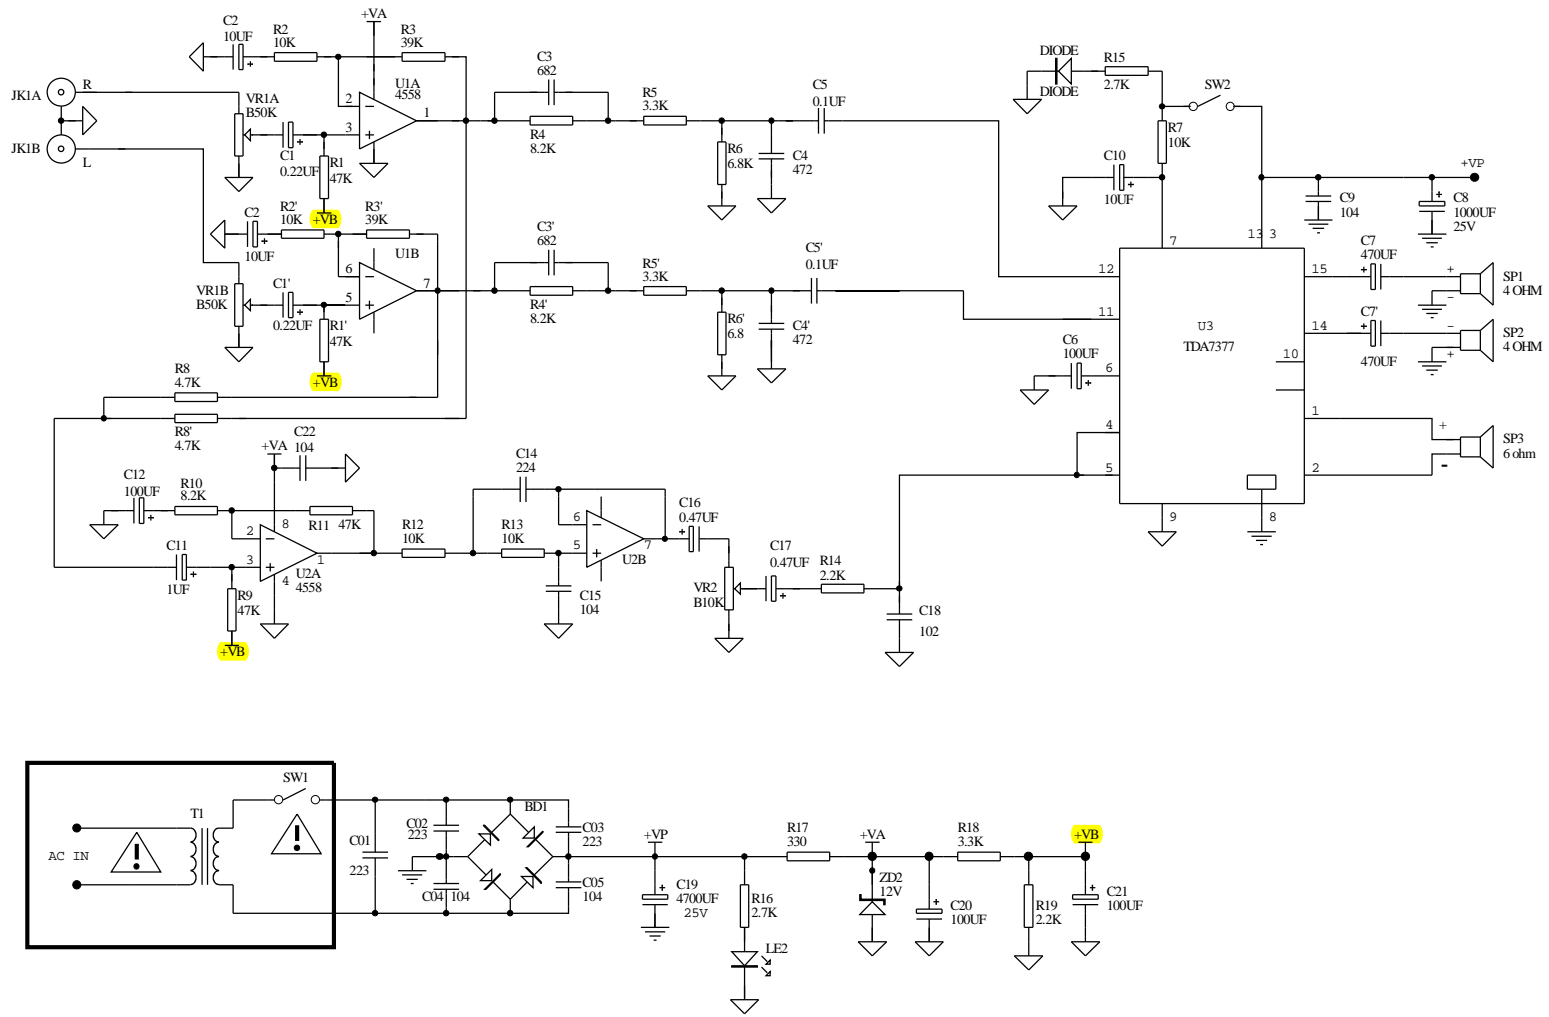 C2
10UF
R2
10K
+VA
R3
39K
JK1A
R
JK1B
L
VR1A
B50K
C1
0.22UF
R1
47K
+VB
2
3
1
U1A
4558
C3
682
R4
8.2K
R5
3.3K
R6
6.8K
C4
472
C5
0.1UF
C2
10UF
R2'
10K
R3'
39K
U1B
VR1B
B50K
C1'
0.22UF
R1'
47K
+VB
6
5
7
C3'
682
R4'
8.2K
R5'
3.3K
R6'
6.8
C4'
472
C5'
0.1UF
DIODE
DIODE
R15
2.7K
SW2
R7
10K
C10
10UF
+VP
C9
104
C8
1000UF
25V
7
13
3
12
11
6
4
5
9
8
15
14
10
1
2
U3
TDA7377
C6
100UF
C7
470UF
SP1
4 OHM
C7'
470UF
SP2
4 OHM
SP3
6 ohm
R8
4.7K
R8'
4.7K
+VA
C22
104
C12
100UF
R10
8.2K
R11
47K
C11
1UF
R9
47K
+VB
2
3
8
4
1
U2A
4558
R12
10K
C14
224
R13
10K
C15
104
6
5
7
U2B
C16
0.47UF
VR2
B10K
C17
0.47UF
R14
2.2K
C18
102
AC IN
T1
SW1
C01
223
C02
223
C04
104
BD1
C03
223
C05
104
+VP
C19
4700UF
25V
R16
2.7K
LE2
R17
330
+VA
ZD2
12V
C20
100UF
R18
3.3K
R19
2.2K
+VB
C21
100UF